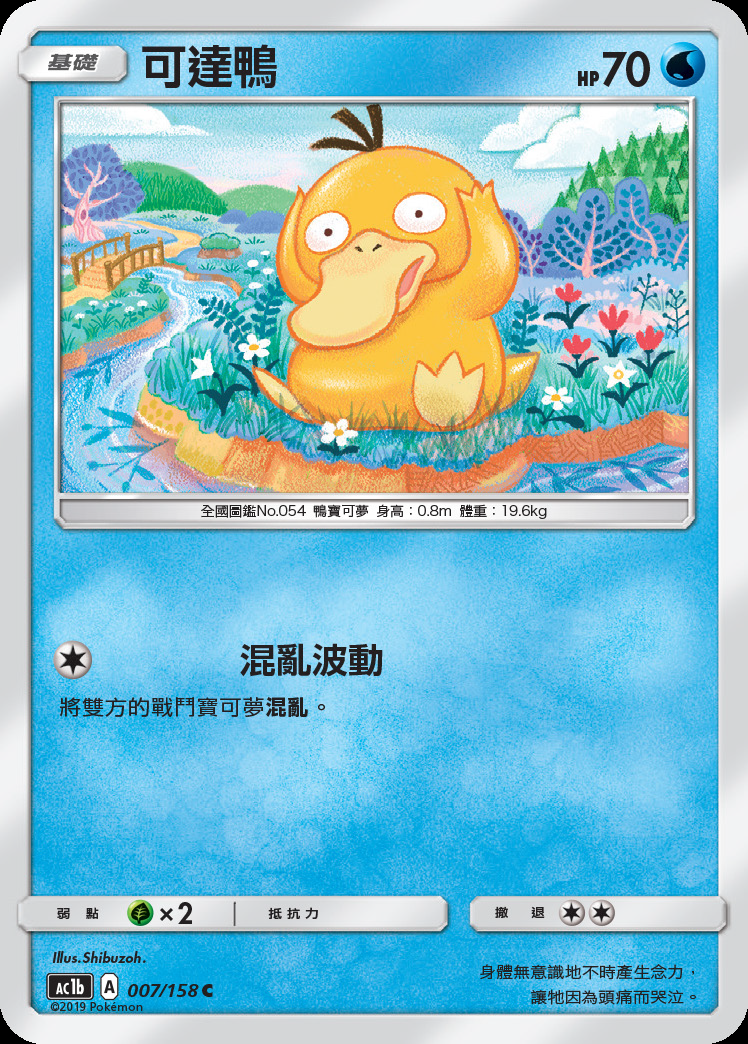 基礎 可達鴨 HP70
全國圖鑑No.054 鴨寶可夢 身高：0.8m 體重：19.6kg
混亂波動
將雙方的戰鬥寶可夢混亂。
弱點 ×2 抵抗力 撤退
Illus.Shibuzoh.
AC1b A 007/158 C
©2019 Pokémon
身體無意識地不時產生念力，
讓牠因為頭痛而哭泣。